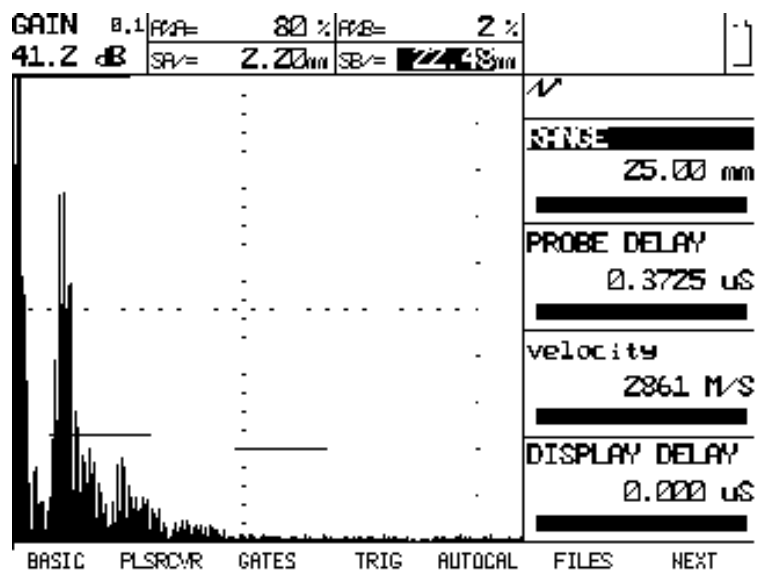 GAIN 0.1 A%A= 80 % A%B= 2 %
41.2 dB SA/= 2.20mm SB/= 22.48mm
RANGE
25.00 mm
PROBE DELAY
0.3725 uS
velocity
2861 M/S
DISPLAY DELAY
0.000 uS
BASIC PLSRCVR GATES TRIG AUTOCAL FILES NEXT